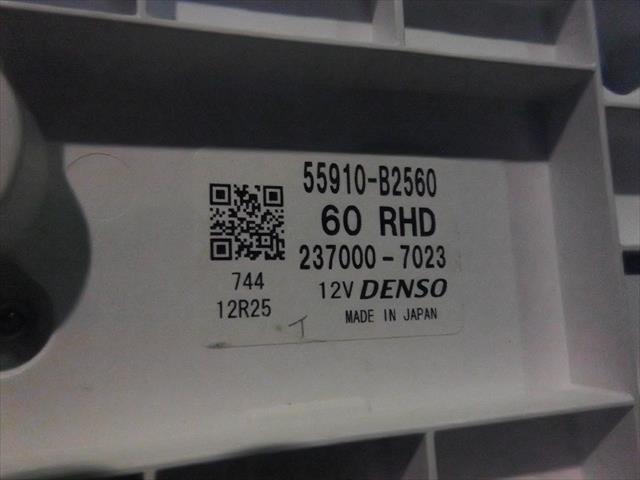 55910-B2560
60 RHD
237000-7023
744
12V DENSO
12R25
MADE IN JAPAN